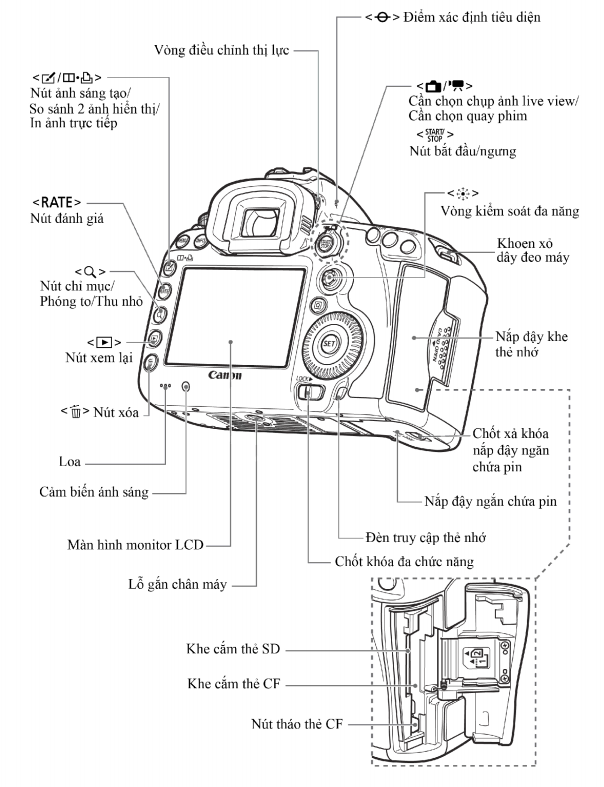 <⊖> Điểm xác định tiêu diện
Vòng điều chỉnh thị lực
Nút ảnh sáng tạo/
So sánh 2 ảnh hiển thị/
In ảnh trực tiếp
Cần chọn chụp ảnh live view/
Cần chọn quay phim
<START/STOP>
Nút bắt đầu/ngưng
<RATE>
Nút đánh giá
Vòng kiểm soát đa năng
Khoen xỏ
dây đeo máy
Nút chỉ mục/
Phóng to/Thu nhỏ
Nắp đậy khe
thẻ nhớ
Nút xem lại
SET
Canon
LOCK▶
Nút xóa
Chốt xả khóa
nắp đậy ngăn
chứa pin
Loa
Cảm biến ánh sáng
Nắp đậy ngăn chứa pin
Đèn truy cập thẻ nhớ
Màn hình monitor LCD
Chốt khóa đa chức năng
Lỗ gắn chân máy
Khe cắm thẻ SD
2
1
Khe cắm thẻ CF
Nút tháo thẻ CF